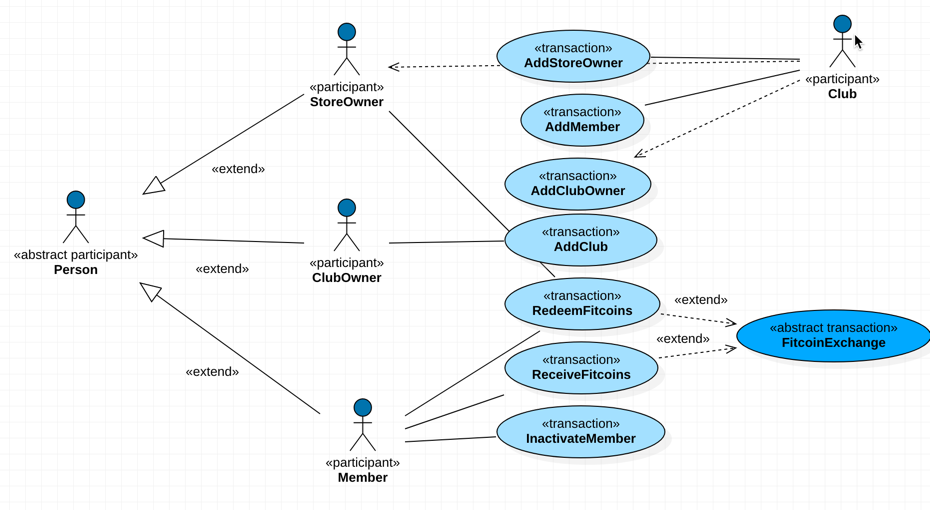 «participant»
StoreOwner
«transaction»
AddStoreOwner
«participant»
Club
«transaction»
AddMember
«extend»
«transaction»
AddClubOwner
«abstract participant»
Person
«participant»
ClubOwner
«transaction»
AddClub
«extend»
«transaction»
RedeemFitcoins
«extend»
«abstract transaction»
FitcoinExchange
«extend»
«transaction»
ReceiveFitcoins
«extend»
«transaction»
InactivateMember
«participant»
Member